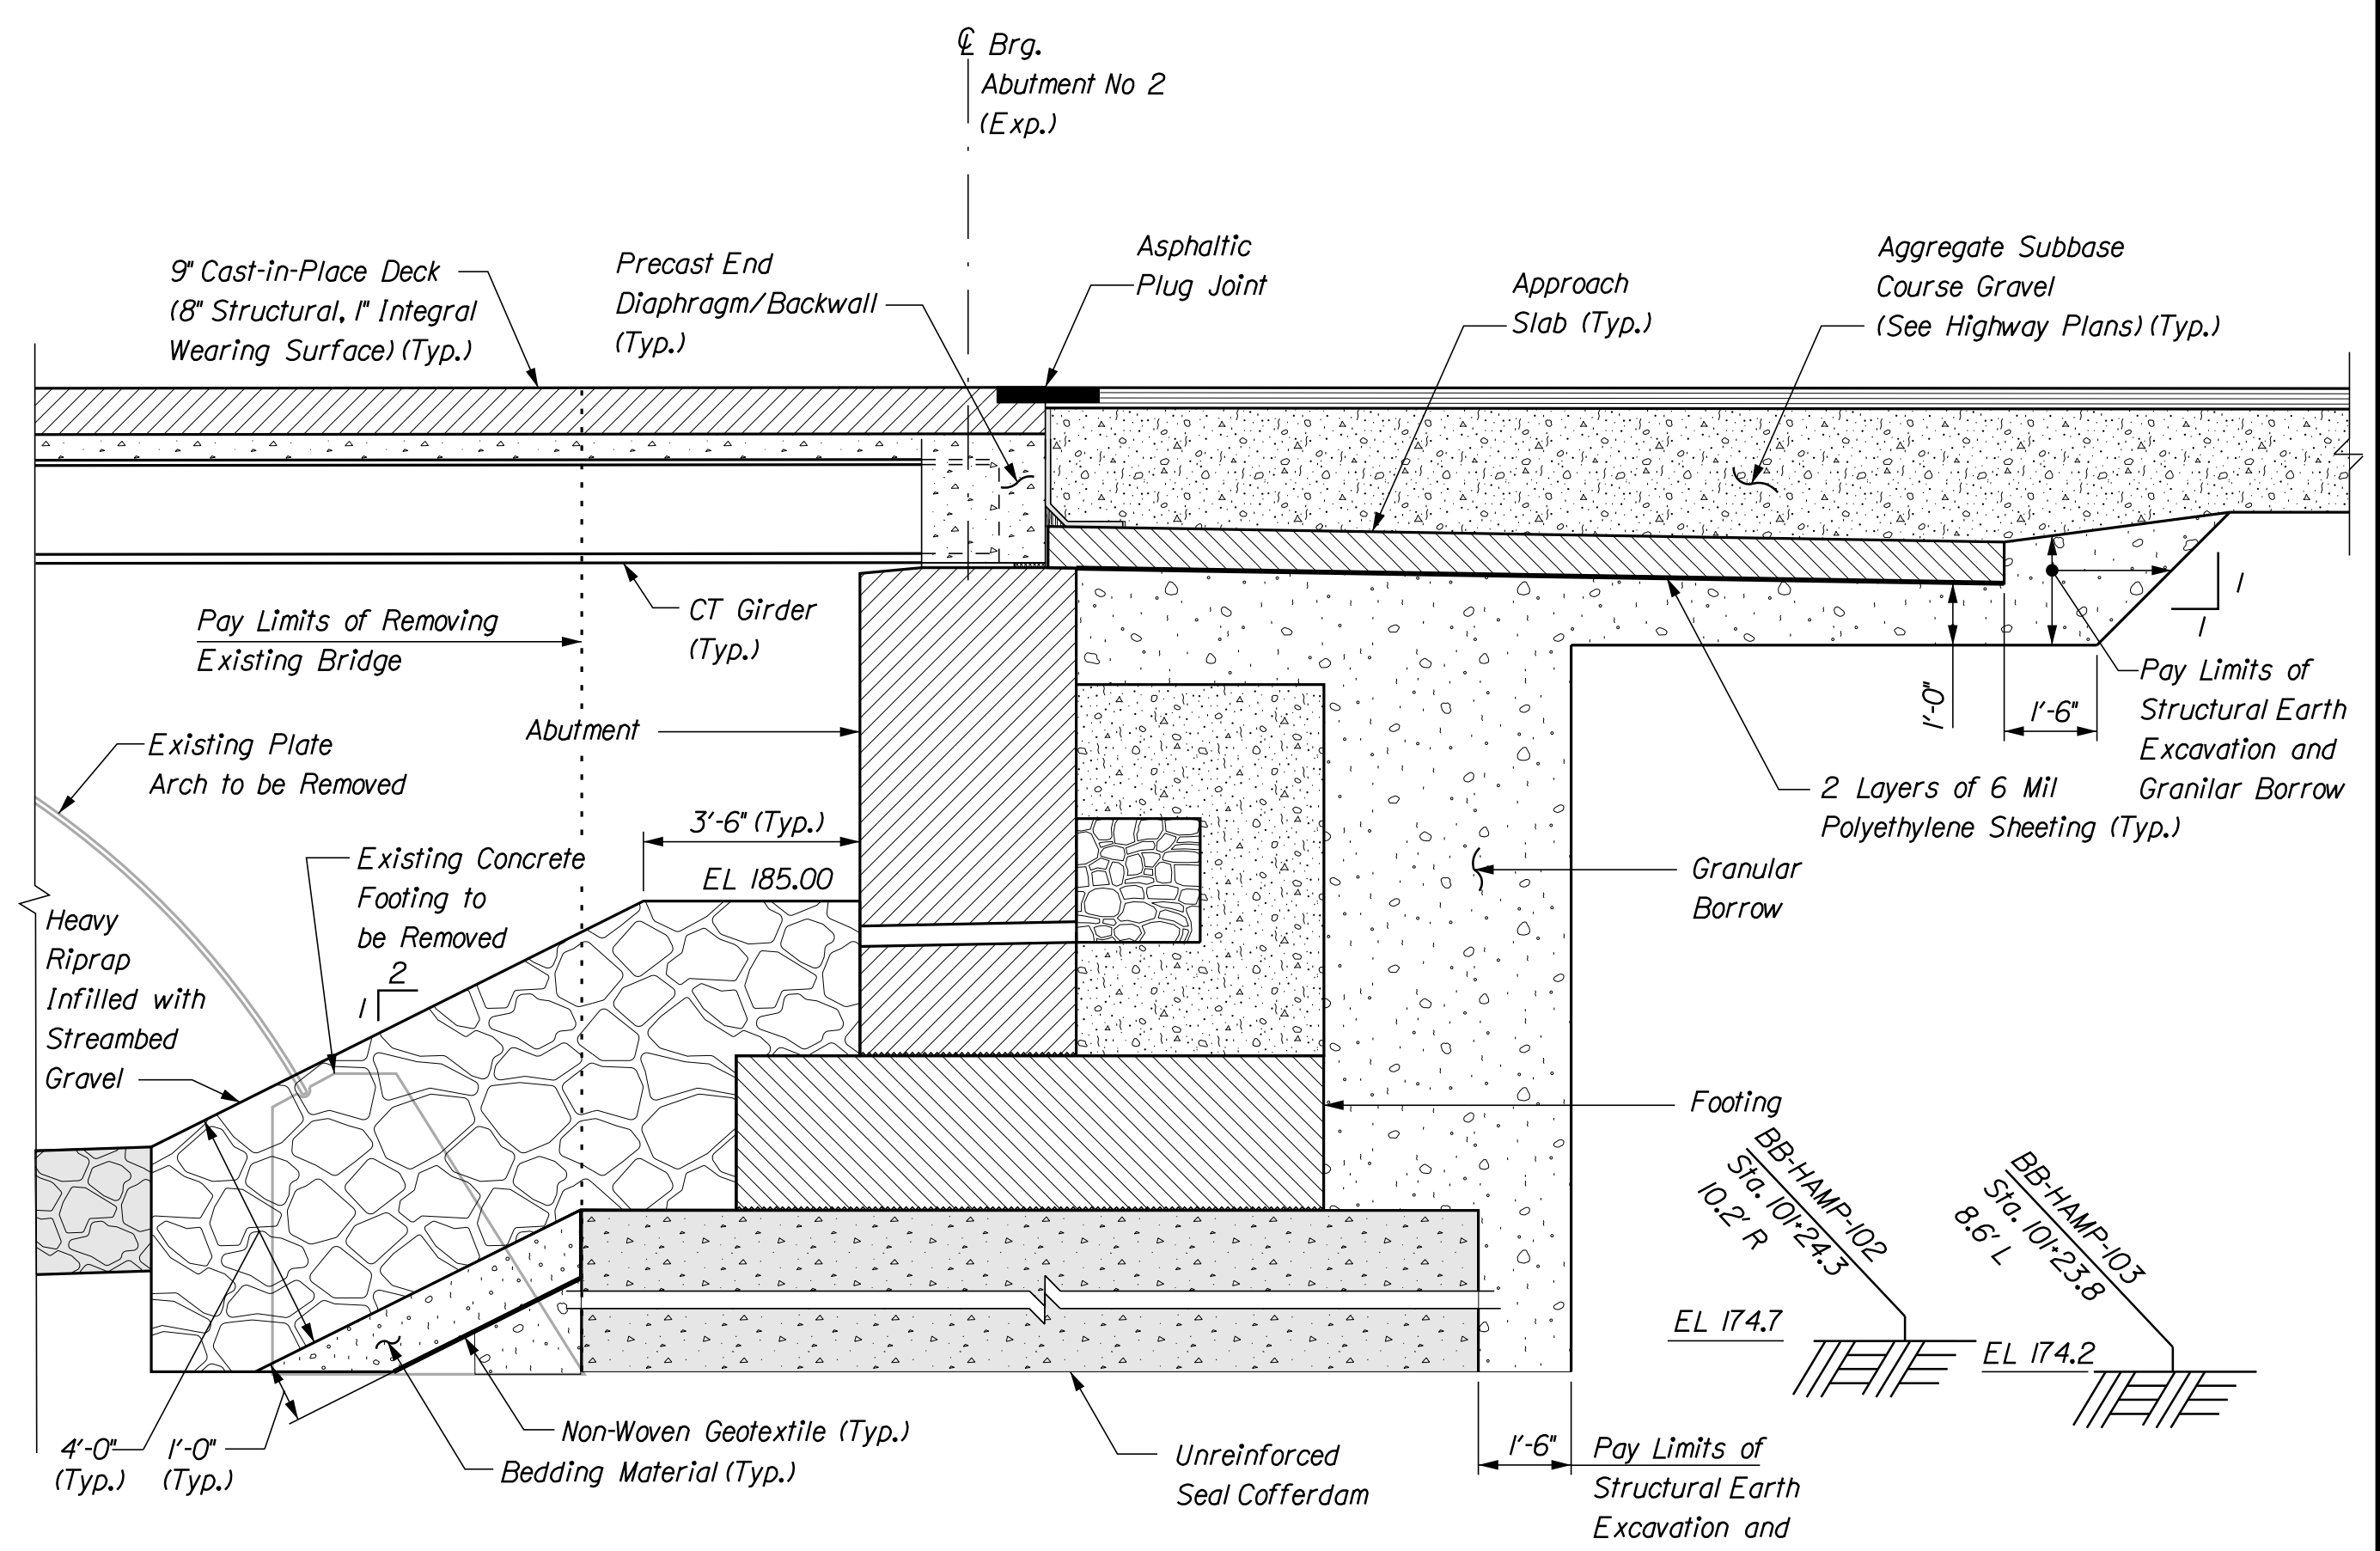 ℄ Brg.
Abutment No 2
(Exp.)
9" Cast-in-Place Deck
(8" Structural, 1" Integral
Wearing Surface) (Typ.)
Precast End
Diaphragm/Backwall
(Typ.)
Asphaltic
Plug Joint
Approach
Slab (Typ.)
Aggregate Subbase
Course Gravel
(See Highway Plans) (Typ.)
Pay Limits of Removing
Existing Bridge
CT Girder
(Typ.)
1
1
Existing Plate
Arch to be Removed
Abutment
1'-0"
1'-6"
Pay Limits of
Structural Earth
Excavation and
Granilar Borrow
2 Layers of 6 Mil
Polyethylene Sheeting (Typ.)
3'-6" (Typ.)
EL 185.00
Existing Concrete
Footing to
be Removed
Granular
Borrow
Heavy
Riprap
Infilled with
Streambed
Gravel
2
1
Footing
BB-HAMP-102
Sta. 101+24.3
10.2' R
BB-HAMP-103
Sta. 101+23.8
8.6' L
EL 174.7
EL 174.2
4'-0"
(Typ.)
1'-0"
(Typ.)
Non-Woven Geotextile (Typ.)
Bedding Material (Typ.)
Unreinforced
Seal Cofferdam
1'-6"
Pay Limits of
Structural Earth
Excavation and